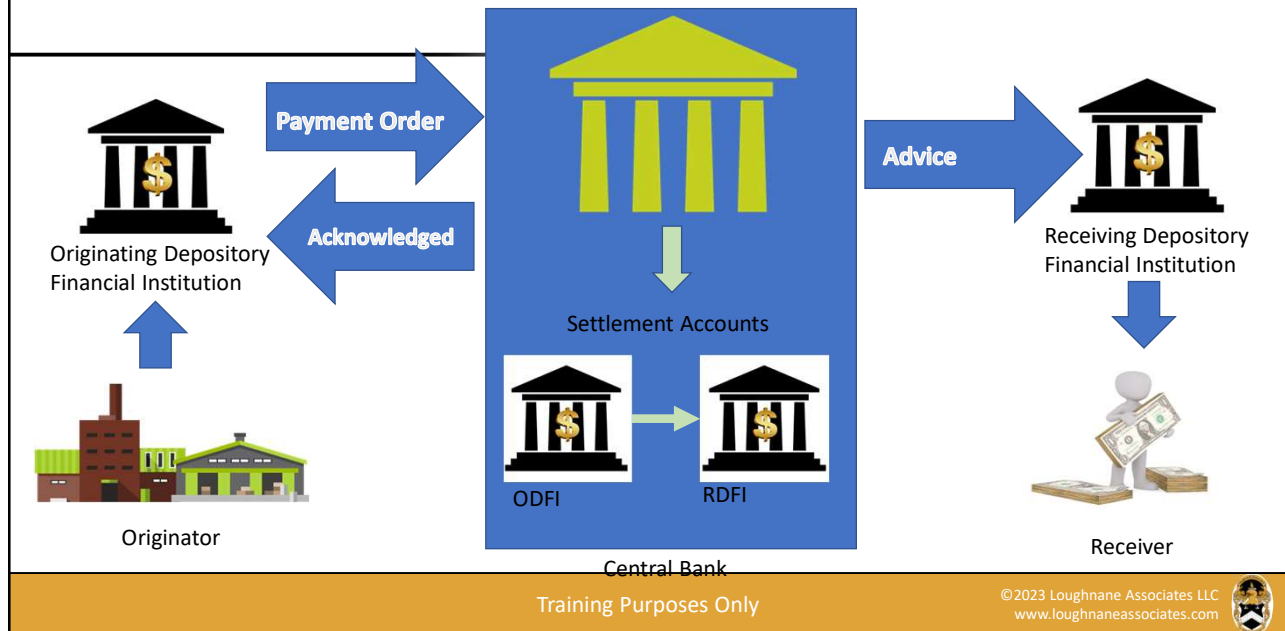 Payment Order
Acknowledged
Advice
Originating Depository
Financial Institution
Receiving Depository
Financial Institution
Settlement Accounts
ODFI
RDFI
Originator
Receiver
Central Bank
Training Purposes Only
©2023 Loughnane Associates LLC
www.loughnaneassociates.com